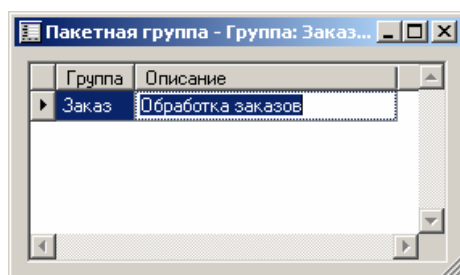 Пакетная группа - Группа: Заказ...
Группа Описание
Заказ Обработка заказов